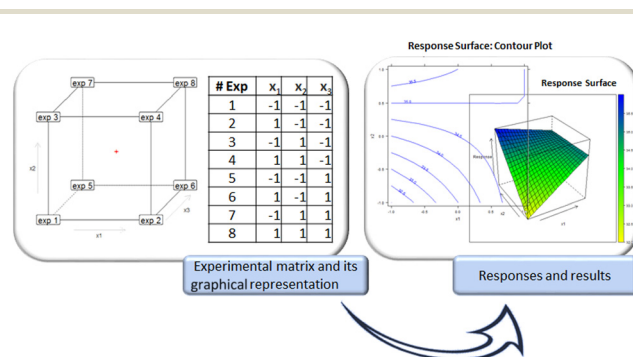 Response Surface: Contour Plot
exp 7
exp 8
exp 3
exp 4
exp 5
exp 6
exp 1
exp 2
x2
x1
x3
# Exp x1 x2 x3
1 -1 -1 -1
2 1 -1 -1
3 -1 1 -1
4 1 1 -1
5 -1 -1 1
6 1 -1 1
7 -1 1 1
8 1 1 1
Response Surface
Response
x2
x1
x2
x1
Experimental matrix and its
graphical representation
Responses and results